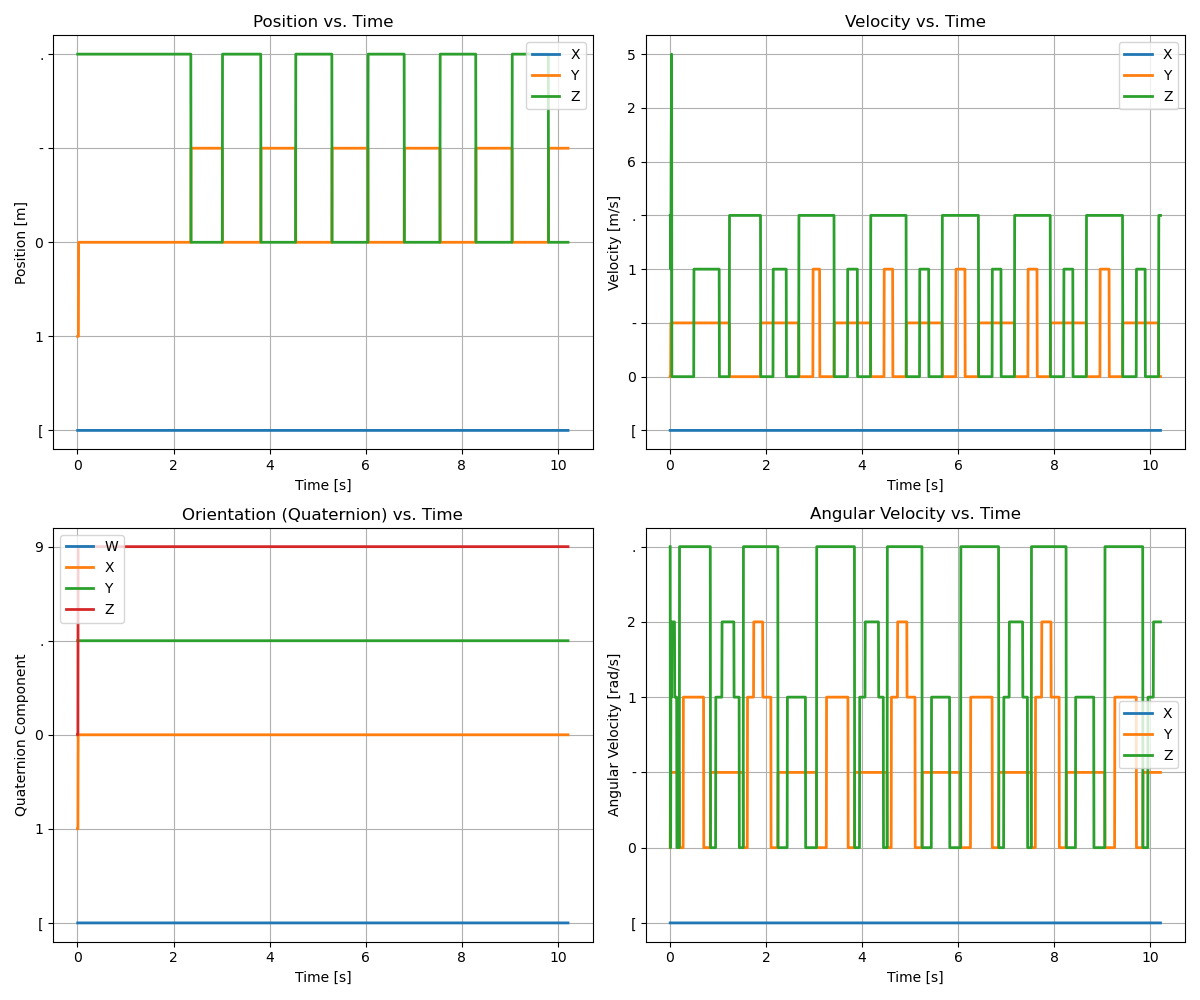 Position vs. Time
Position [m]
.
-
0
1
[
X
Y
Z
0 2 4 6 8 10
Time [s]
Velocity vs. Time
Velocity [m/s]
5
2
6
.
1
-
0
[
X
Y
Z
0 2 4 6 8 10
Time [s]
Orientation (Quaternion) vs. Time
Quaternion Component
9
.
0
1
[
W
X
Y
Z
0 2 4 6 8 10
Time [s]
Angular Velocity vs. Time
Angular Velocity [rad/s]
.
2
1
-
0
[
X
Y
Z
0 2 4 6 8 10
Time [s]